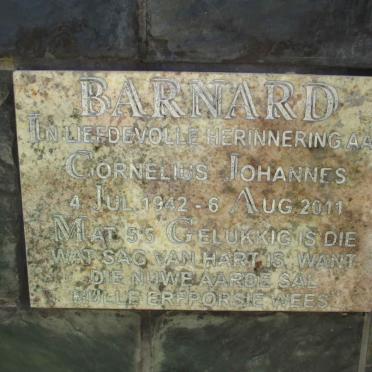 BARNARD
IN LIEFDEVOLLE HERINNERING AA
CORNELIUS JOHANNES
4 JUL 1942 - 6 AUG 2011
MAT 5:5 GELUKKIG IS DIE
WAT SAG VAN HART IS, WANT
DIE NUWE AARDE SAL
HULLE ERFPORSIE WEES